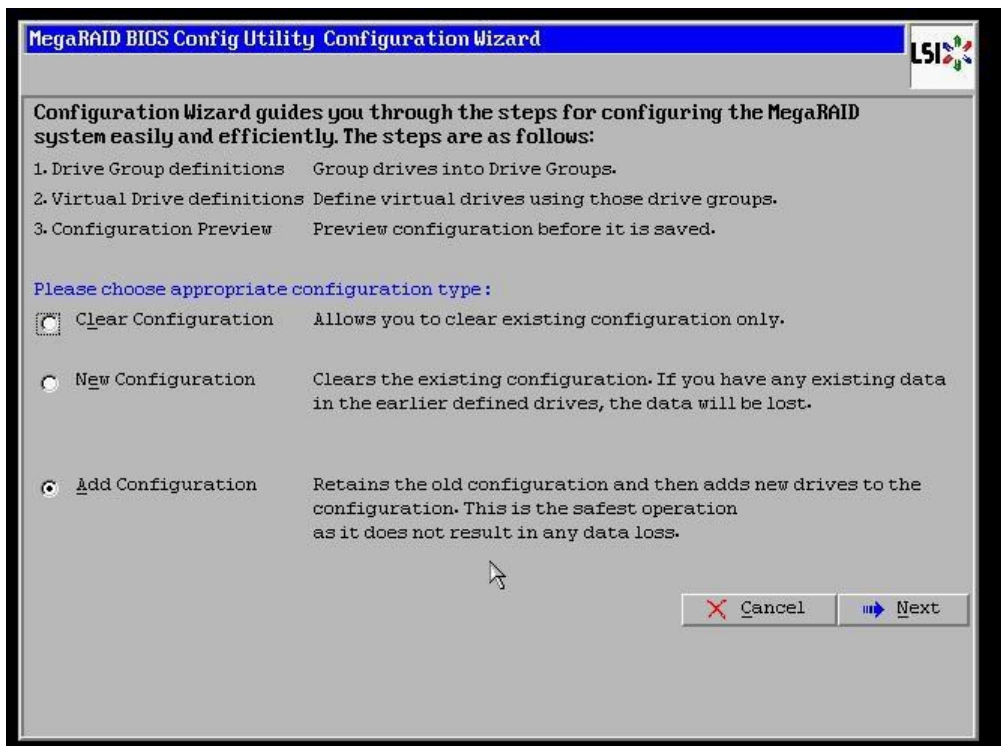 MegaRAID BIOS Config Utility Configuration Wizard
LSI
Configuration Wizard guides you through the steps for configuring the MegaRAID
system easily and efficiently. The steps are as follows:
1. Drive Group definitions Group drives into Drive Groups.
2. Virtual Drive definitions Define virtual drives using those drive groups.
3. Configuration Preview Preview configuration before it is saved.
Please choose appropriate configuration type:
Clear Configuration Allows you to clear existing configuration only.
New Configuration Clears the existing configuration. If you have any existing data
in the earlier defined drives, the data will be lost.
Add Configuration Retains the old configuration and then adds new drives to the
configuration. This is the safest operation
as it does not result in any data loss.
Cancel Next